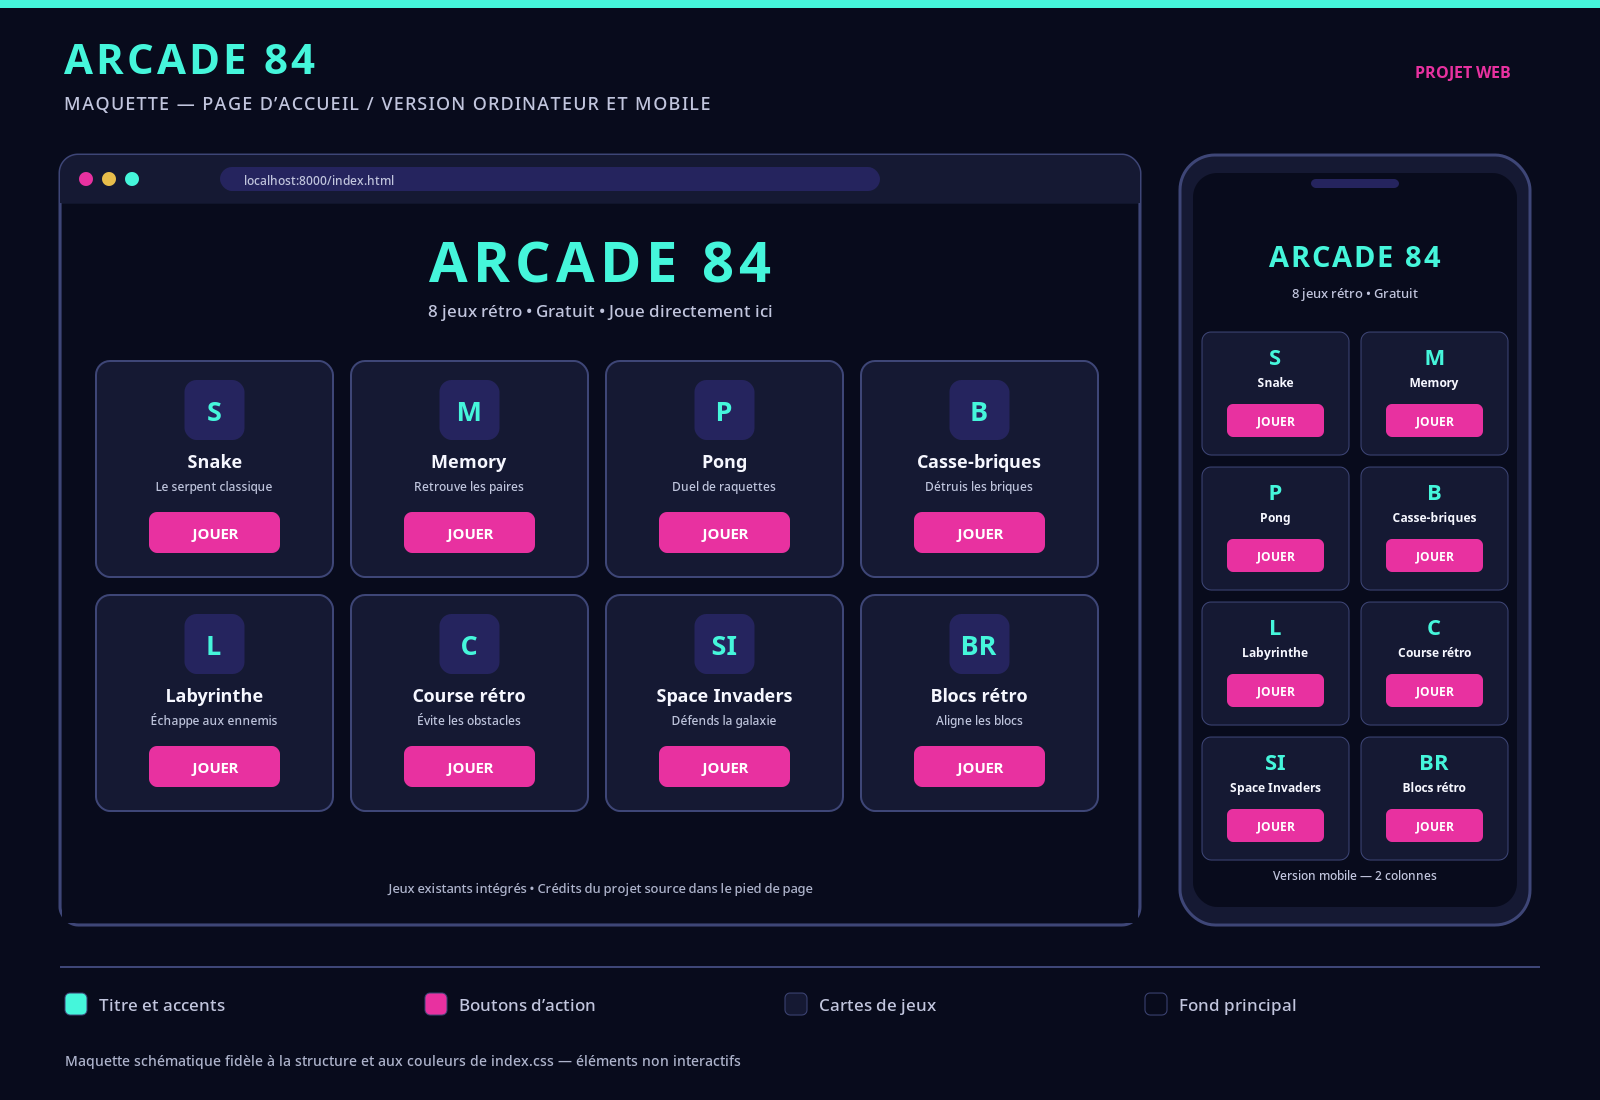 ARCADE 84
MAQUETTE — PAGE D’ACCUEIL / VERSION ORDINATEUR ET MOBILE
PROJET WEB
localhost:8000/index.html
ARCADE 84
8 jeux rétro • Gratuit • Joue directement ici
S
Snake
Le serpent classique
JOUER
M
Memory
Retrouve les paires
JOUER
P
Pong
Duel de raquettes
JOUER
B
Casse-briques
Détruis les briques
JOUER
L
Labyrinthe
Échappe aux ennemis
JOUER
C
Course rétro
Évite les obstacles
JOUER
SI
Space Invaders
Défends la galaxie
JOUER
BR
Blocs rétro
Aligne les blocs
JOUER
Jeux existants intégrés • Crédits du projet source dans le pied de page
ARCADE 84
8 jeux rétro • Gratuit
S
Snake
JOUER
M
Memory
JOUER
P
Pong
JOUER
B
Casse-briques
JOUER
L
Labyrinthe
JOUER
C
Course rétro
JOUER
SI
Space Invaders
JOUER
BR
Blocs rétro
JOUER
Version mobile — 2 colonnes
Titre et accents
Boutons d’action
Cartes de jeux
Fond principal
Maquette schématique fidèle à la structure et aux couleurs de index.css — éléments non interactifs